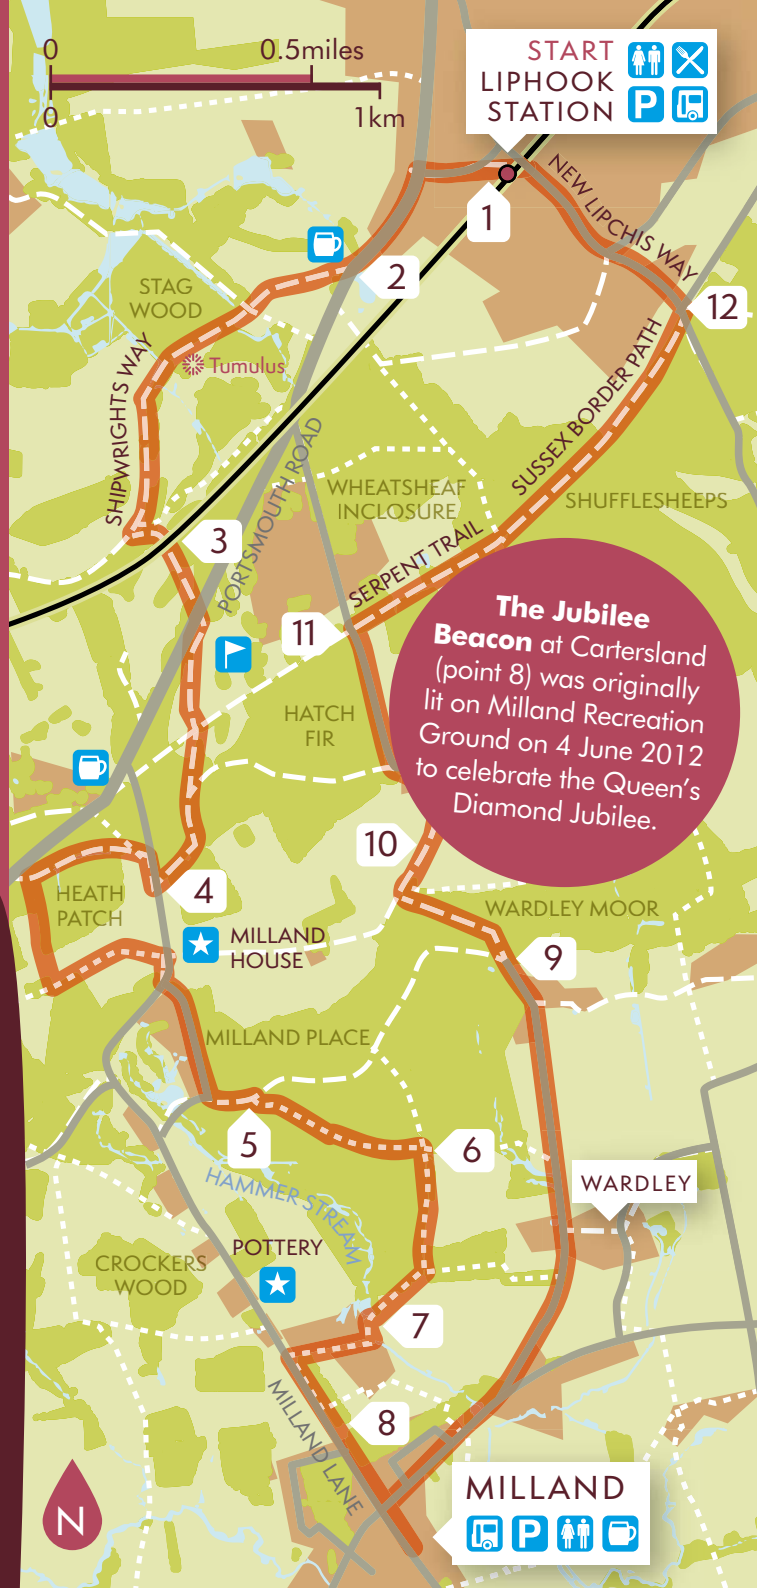 0
0.5miles
0
1km
START
LIPHOOK
STATION
P
NEW LIPCHIS WAY
1
2
12
STAG
WOOD
Tumulus
SHIPWRIGHTS WAY
PORTSMOUTH ROAD
SUSSEX BORDER PATH
WHEATSHEAF
INCLOSURE
SHUFFLESHEEPS
3
SERPENT TRAIL
11
The Jubilee
Beacon at Cartersland
(point 8) was originally
lit on Milland Recreation
Ground on 4 June 2012
to celebrate the Queen's
Diamond Jubilee.
HATCH
FIR
10
4
HEATH
PATCH
WARDLEY MOOR
MILLAND
HOUSE
9
MILLAND PLACE
5
6
HAMMER STREAM
WARDLEY
POTTERY
CROCKERS
WOOD
7
MILLAND LANE
8
MILLAND
P
N